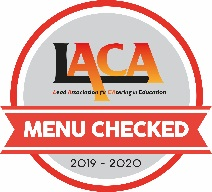 LACA
Lead Association for CAtering in Education
MENU CHECKED
2019 - 2020